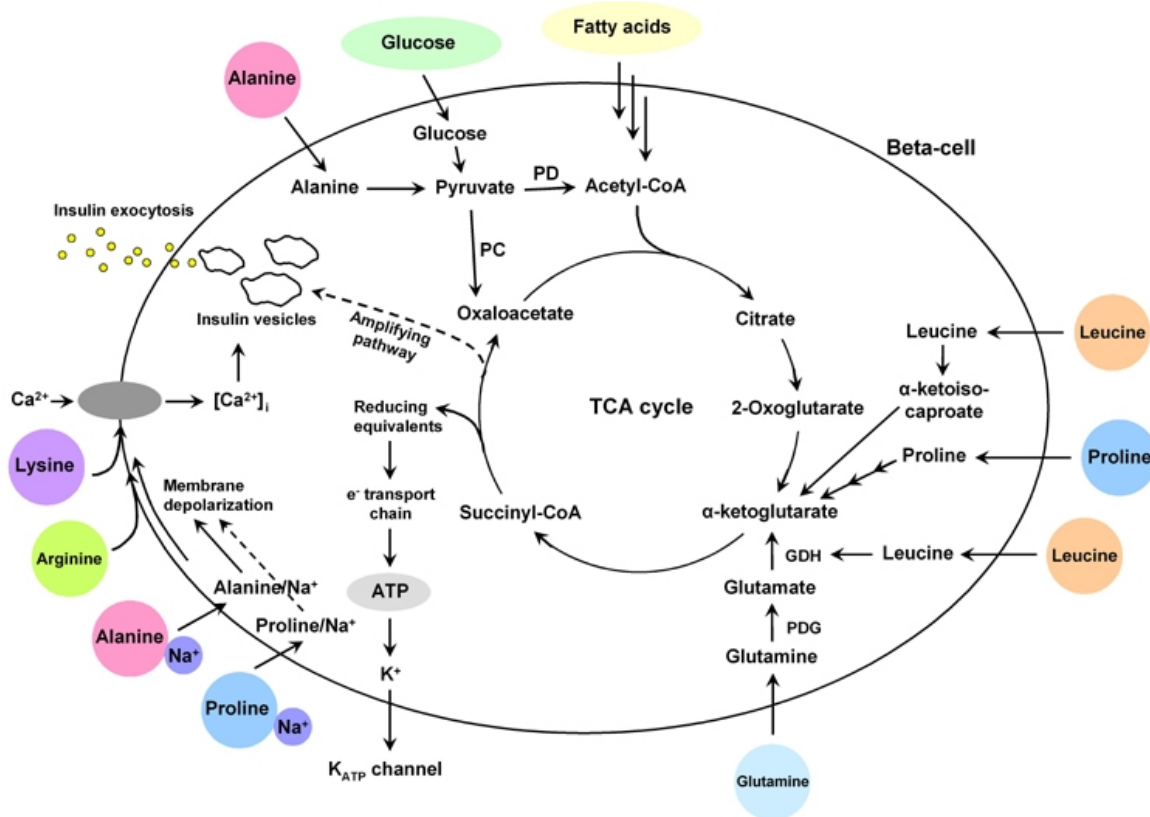 Fatty acids
Glucose
Alanine
Glucose
Beta-cell
Alanine
Pyruvate
PD
Acetyl-CoA
Insulin exocytosis
PC
Insulin vesicles
Amplifying
pathway
Oxaloacetate
Citrate
Leucine
Leucine
α-ketoiso-
caproate
Ca²⁺
[Ca²⁺]ᵢ
Reducing
equivalents
TCA cycle
2-Oxoglutarate
Proline
Proline
Lysine
Membrane
depolarization
e⁻ transport
chain
Succinyl-CoA
α-ketoglutarate
Arginine
GDH
Leucine
Leucine
Alanine/Na⁺
ATP
Glutamate
Alanine
Na⁺
Proline/Na⁺
PDG
Glutamine
K⁺
Proline
Na⁺
K_ATP channel
Glutamine